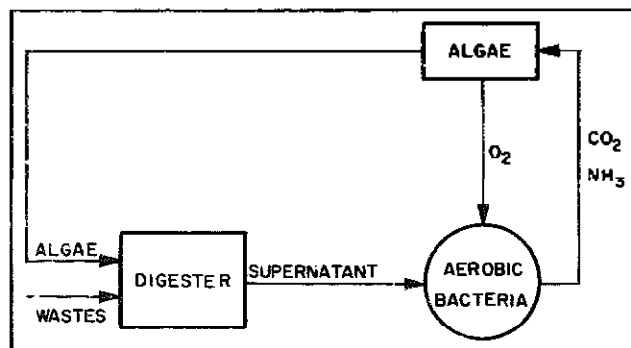 ALGAE
CO2
O2
NH3
ALGAE
DIGESTER
SUPERNATANT
AEROBIC
BACTERIA
WASTES